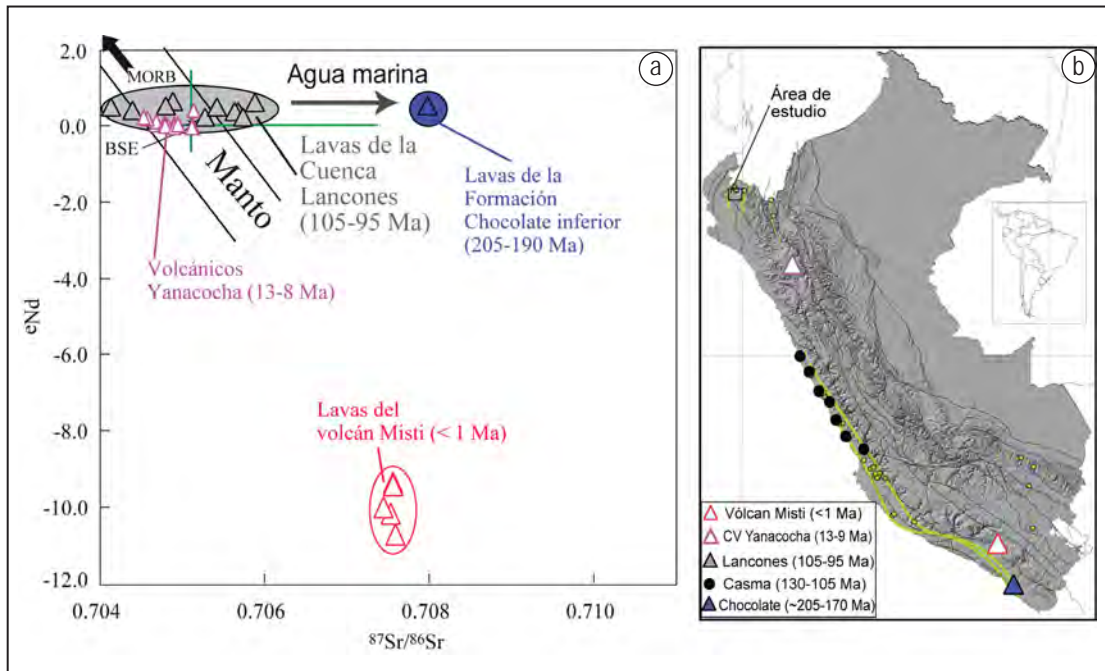 a
2.0
0.0
-2.0
-4.0
-6.0
-8.0
-10.0
-12.0
eNd
0.704
0.706
0.708
0.710
⁸⁷Sr/⁸⁶Sr
MORB
BSE
Manto
Agua marina
Lavas de la
Cuenca
Lancones
(105-95 Ma)
Lavas de la
Formación
Chocolate inferior
(205-190 Ma)
Volcánicos
Yanacocha (13-8 Ma)
Lavas del
volcán Misti (< 1 Ma)
b
Área de
estudio
Vólcan Misti (<1 Ma)
CV Yanacocha (13-9 Ma)
Lancones (105-95 Ma)
Casma (130-105 Ma)
Chocolate (~205-170 Ma)